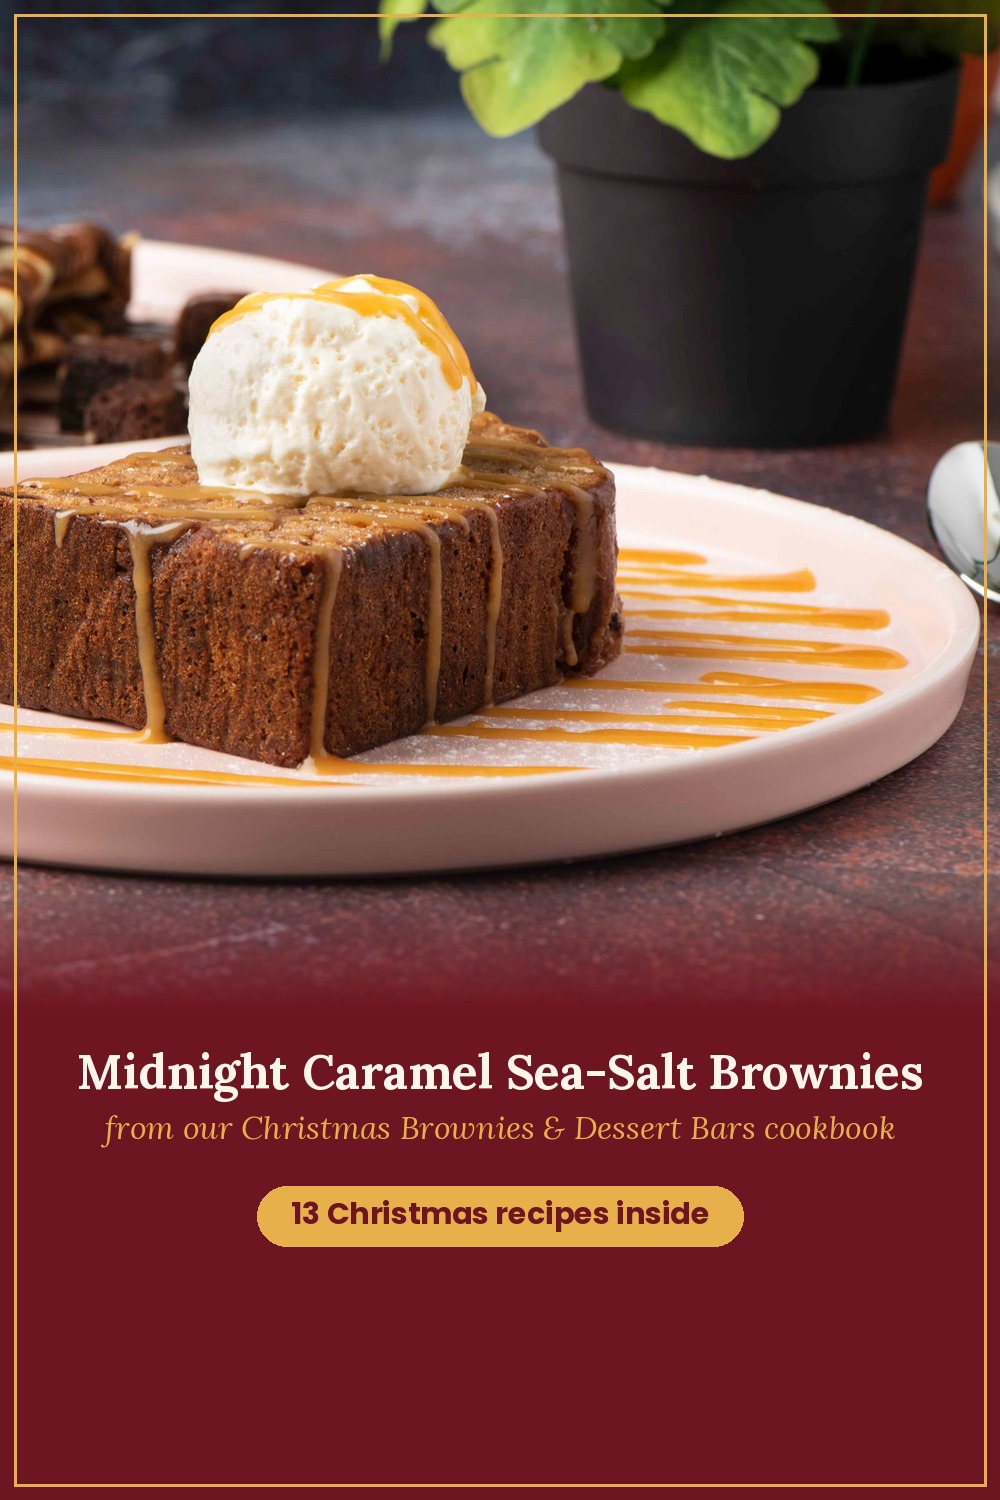 Midnight Caramel Sea-Salt Brownies
from our Christmas Brownies & Dessert Bars cookbook
13 Christmas recipes inside